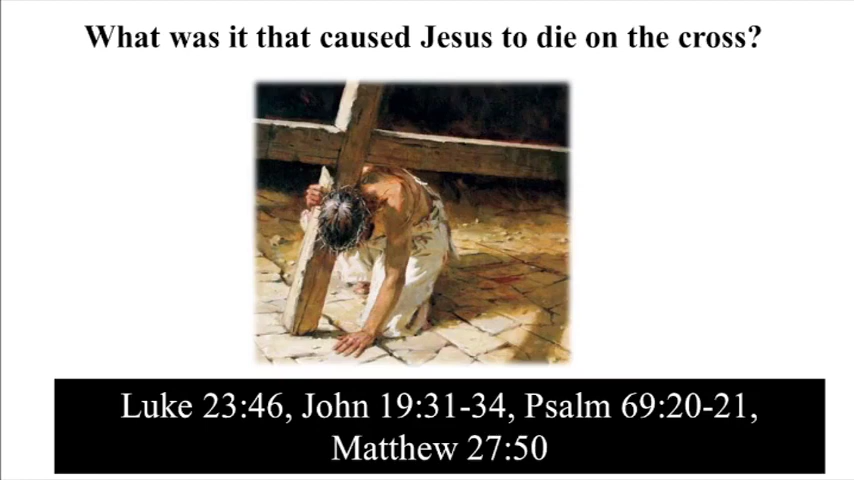 What was it that caused Jesus to die on the cross?
Luke 23:46, John 19:31-34, Psalm 69:20-21,
Matthew 27:50